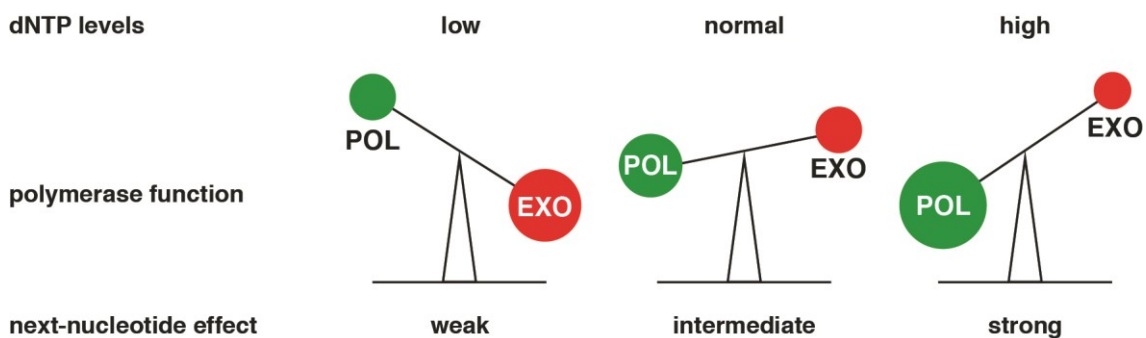 dNTP levels low normal high
POL EXO
POL EXO
POL EXO
polymerase function
next-nucleotide effect weak intermediate strong